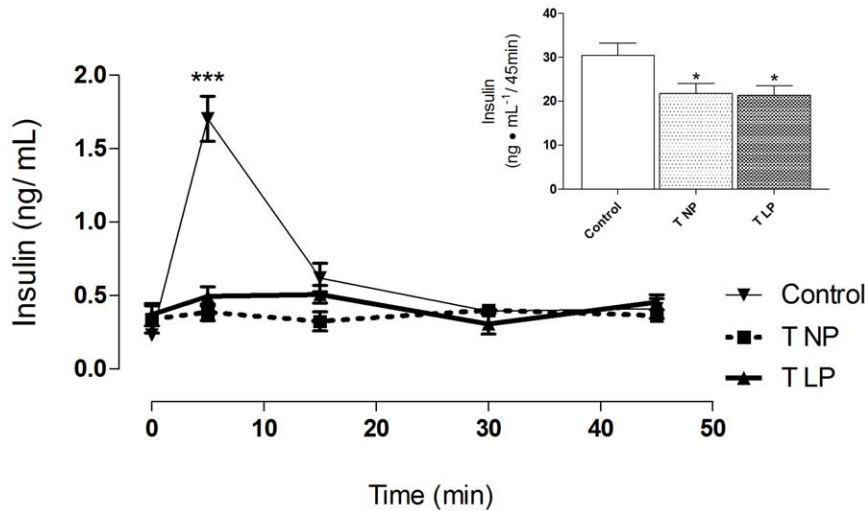 Insulin (ng/ mL)
2.0
1.5
1.0
0.5
0.0
***
0
10
20
30
40
50
Time (min)
Insulin
(ng • mL⁻¹/ 45min)
40
30
20
10
0
*
*
Control
T NP
T LP
Control
T NP
T LP